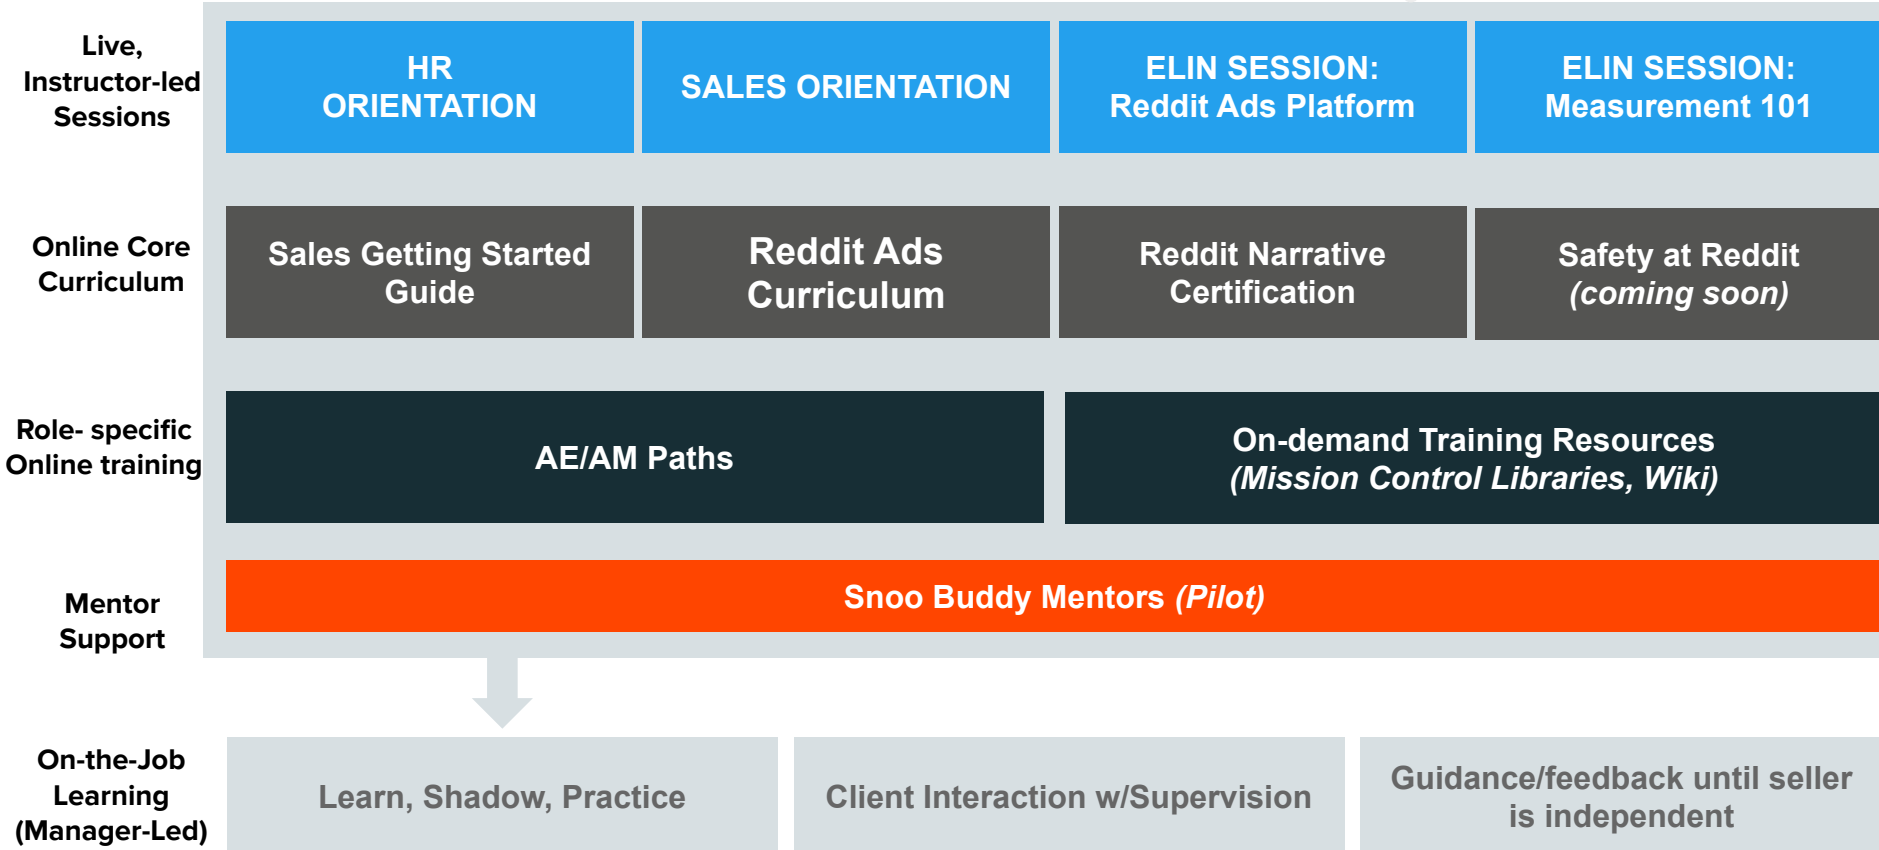 Live,
Instructor-led
Sessions
HR
ORIENTATION
SALES ORIENTATION
ELIN SESSION:
Reddit Ads Platform
ELIN SESSION:
Measurement 101
Online Core
Curriculum
Sales Getting Started
Guide
Reddit Ads
Curriculum
Reddit Narrative
Certification
Safety at Reddit
(coming soon)
Role- specific
Online training
AE/AM Paths
On-demand Training Resources
(Mission Control Libraries, Wiki)
Mentor
Support
Snoo Buddy Mentors (Pilot)
On-the-Job
Learning
(Manager-Led)
Learn, Shadow, Practice
Client Interaction w/Supervision
Guidance/feedback until seller
is independent